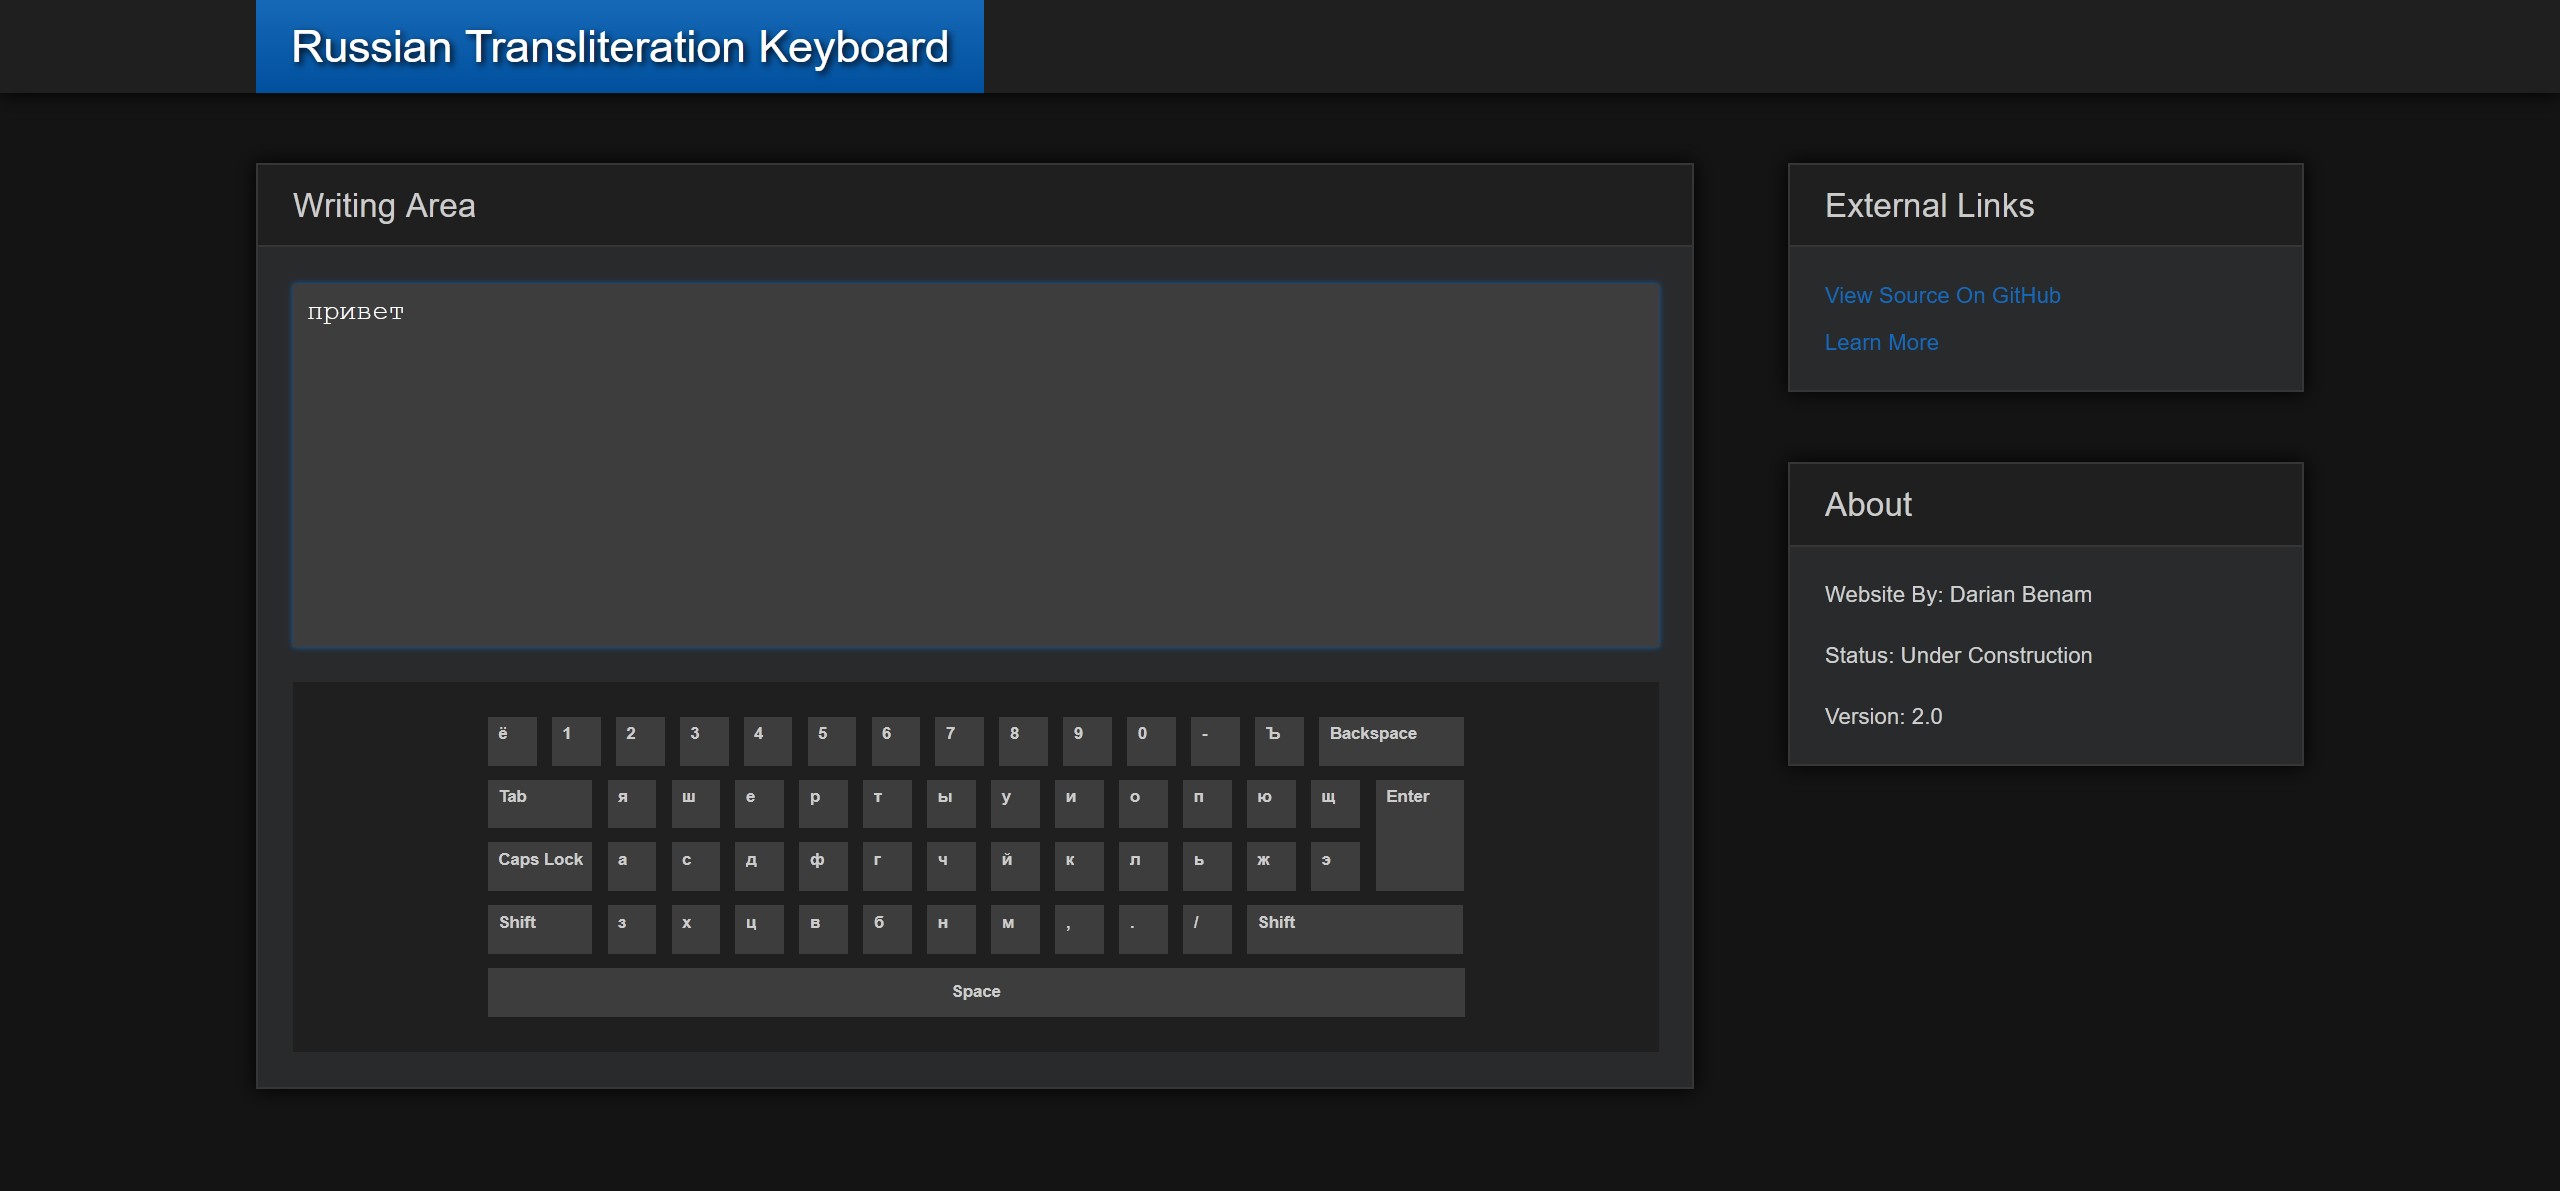 Russian Transliteration Keyboard
Writing Area
привет
ё 1 2 3 4 5 6 7 8 9 0 - Ъ Backspace
Tab я ш е р т ы у и о п ю щ Enter
Caps Lock а с д ф г ч й к л ь ж э
Shift з х ц в б н м , . / Shift
Space
External Links
View Source On GitHub
Learn More
About
Website By: Darian Benam
Status: Under Construction
Version: 2.0